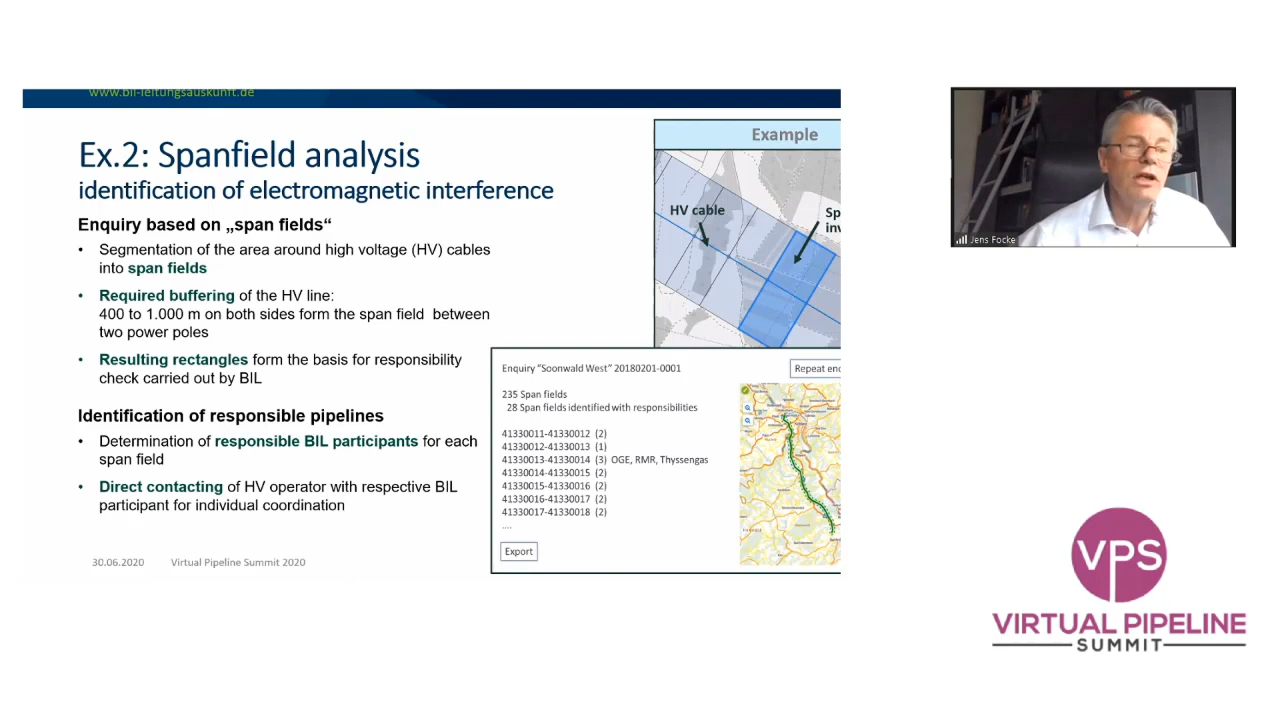 www.bil-leitungsauskunft.de
Ex.2: Spanfield analysis
identification of electromagnetic interference
Enquiry based on „span fields“
• Segmentation of the area around high voltage (HV) cables
into span fields
• Required buffering of the HV line:
400 to 1.000 m on both sides form the span field between
two power poles
• Resulting rectangles form the basis for responsibility
check carried out by BIL
Identification of responsible pipelines
• Determination of responsible BIL participants for each
span field
• Direct contacting of HV operator with respective BIL
participant for individual coordination
30.06.2020 Virtual Pipeline Summit 2020
Example
HV cable
Sp
inv
Enquiry "Soonwald West" 20180201-0001
Repeat enc
235 Span fields
28 Span fields identified with responsibilities
41330011-41330012 (2)
41330012-41330013 (1)
41330013-41330014 (3) OGE, RMR, Thyssengas
41330014-41330015 (2)
41330015-41330016 (2)
41330016-41330017 (2)
41330017-41330018 (2)
....
Export
Jens Focke
VPS
VIRTUAL PIPELINE
SUMMIT